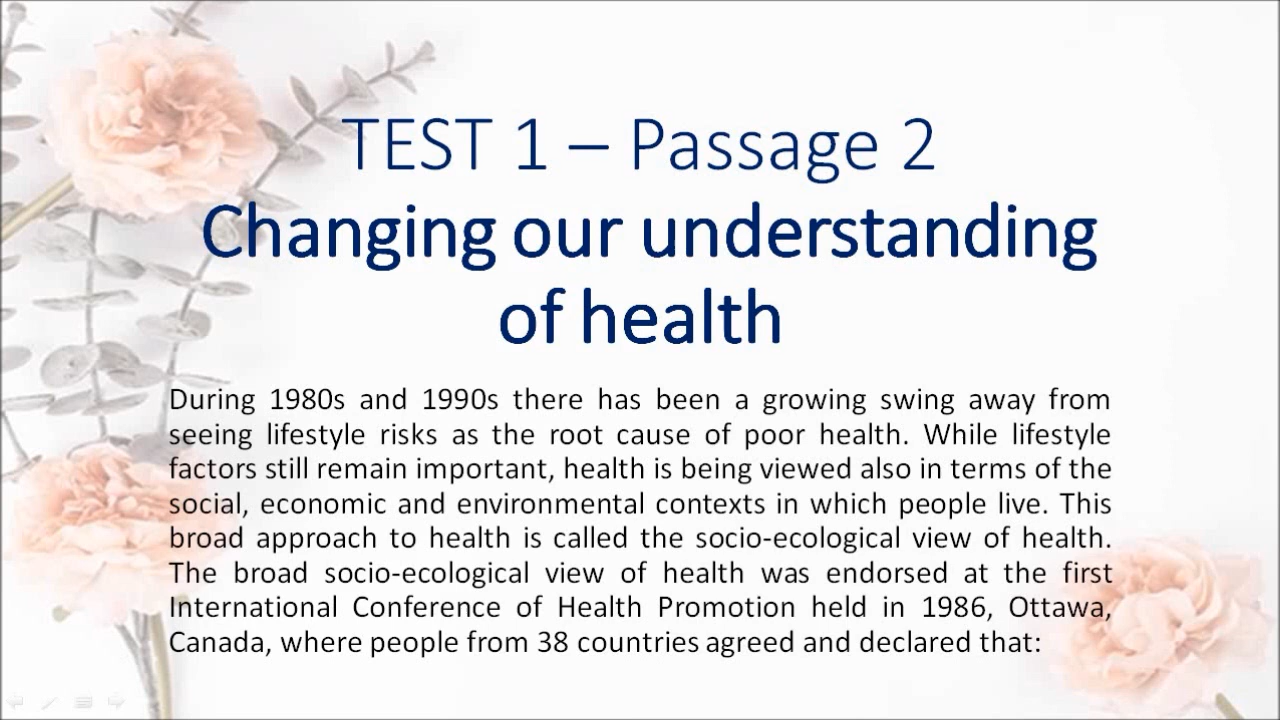 TEST 1 – Passage 2
Changing our understanding
of health
During 1980s and 1990s there has been a growing swing away from
seeing lifestyle risks as the root cause of poor health. While lifestyle
factors still remain important, health is being viewed also in terms of the
social, economic and environmental contexts in which people live. This
broad approach to health is called the socio-ecological view of health.
The broad socio-ecological view of health was endorsed at the first
International Conference of Health Promotion held in 1986, Ottawa,
Canada, where people from 38 countries agreed and declared that: